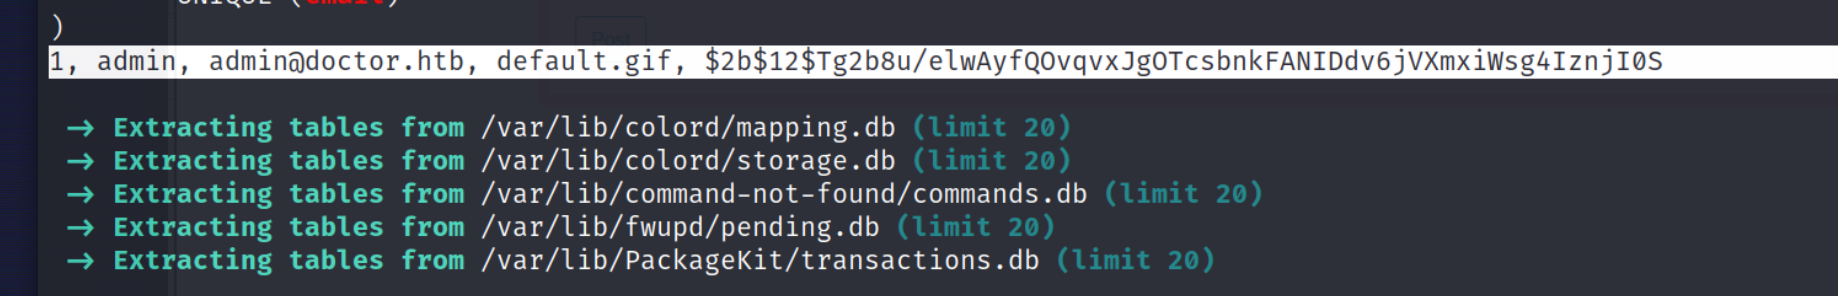 UNIQUE (email)
)
1, admin, admin@doctor.htb, default.gif, $2b$12$Tg2b8u/elwAyfQOvqvxJgOTcsbnkFANIDdv6jVXmxiWsg4IznjI0S
→ Extracting tables from /var/lib/colord/mapping.db (limit 20)
→ Extracting tables from /var/lib/colord/storage.db (limit 20)
→ Extracting tables from /var/lib/command-not-found/commands.db (limit 20)
→ Extracting tables from /var/lib/fwupd/pending.db (limit 20)
→ Extracting tables from /var/lib/PackageKit/transactions.db (limit 20)